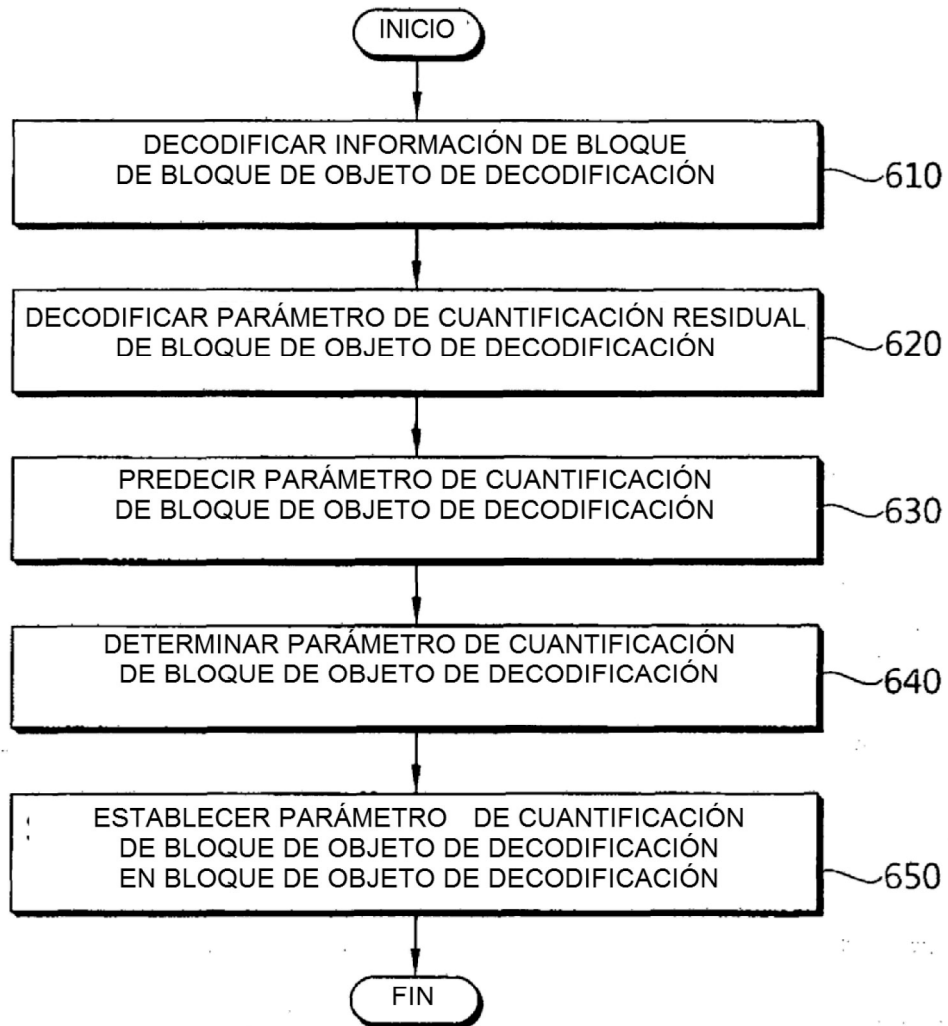 INICIO
DECODIFICAR INFORMACIÓN DE BLOQUE
DE BLOQUE DE OBJETO DE DECODIFICACIÓN
610
DECODIFICAR PARÁMETRO DE CUANTIFICACIÓN RESIDUAL
DE BLOQUE DE OBJETO DE DECODIFICACIÓN
620
PREDECIR PARÁMETRO DE CUANTIFICACIÓN
DE BLOQUE DE OBJETO DE DECODIFICACIÓN
630
DETERMINAR PARÁMETRO DE CUANTIFICACIÓN
DE BLOQUE DE OBJETO DE DECODIFICACIÓN
640
ESTABLECER PARÁMETRO DE CUANTIFICACIÓN
DE BLOQUE DE OBJETO DE DECODIFICACIÓN
EN BLOQUE DE OBJETO DE DECODIFICACIÓN
650
FIN